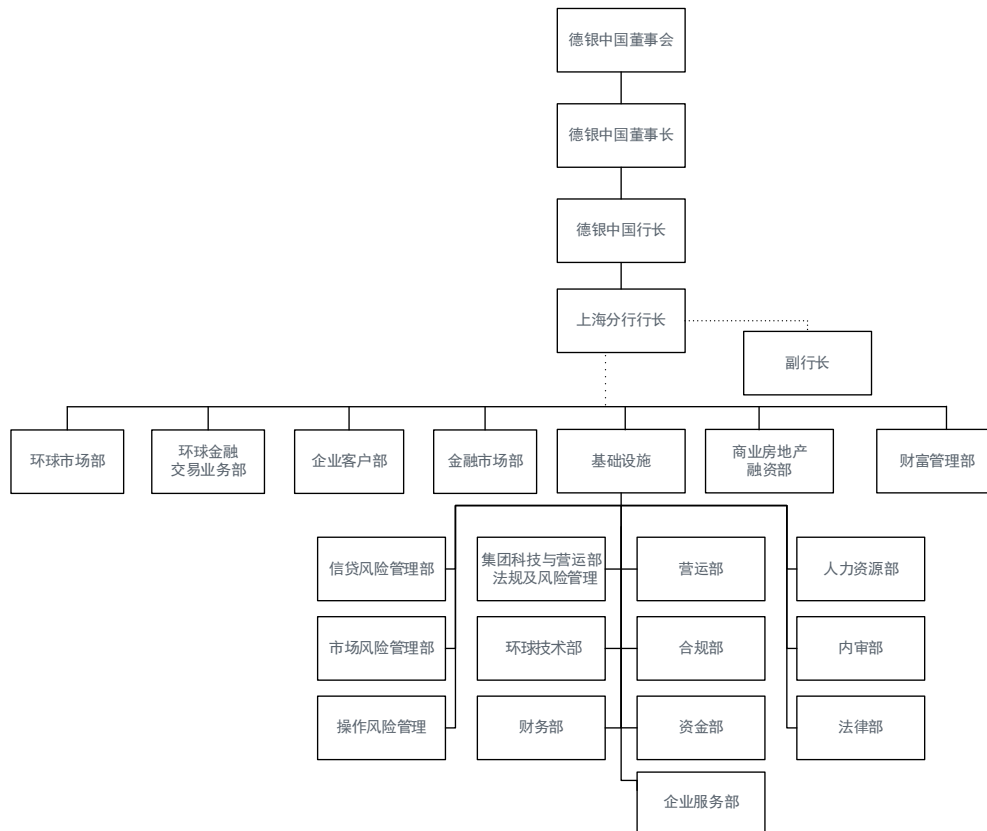 德银中国董事会
德银中国董事长
德银中国行长
上海分行行长
副行长
环球市场部
环球金融
交易业务部
企业客户部
金融市场部
基础设施
商业房地产
融资部
财富管理部
信贷风险管理部
集团科技与营运部
法规及风险管理
营运部
人力资源部
市场风险管理部
环球技术部
合规部
内审部
操作风险管理
财务部
资金部
法律部
企业服务部